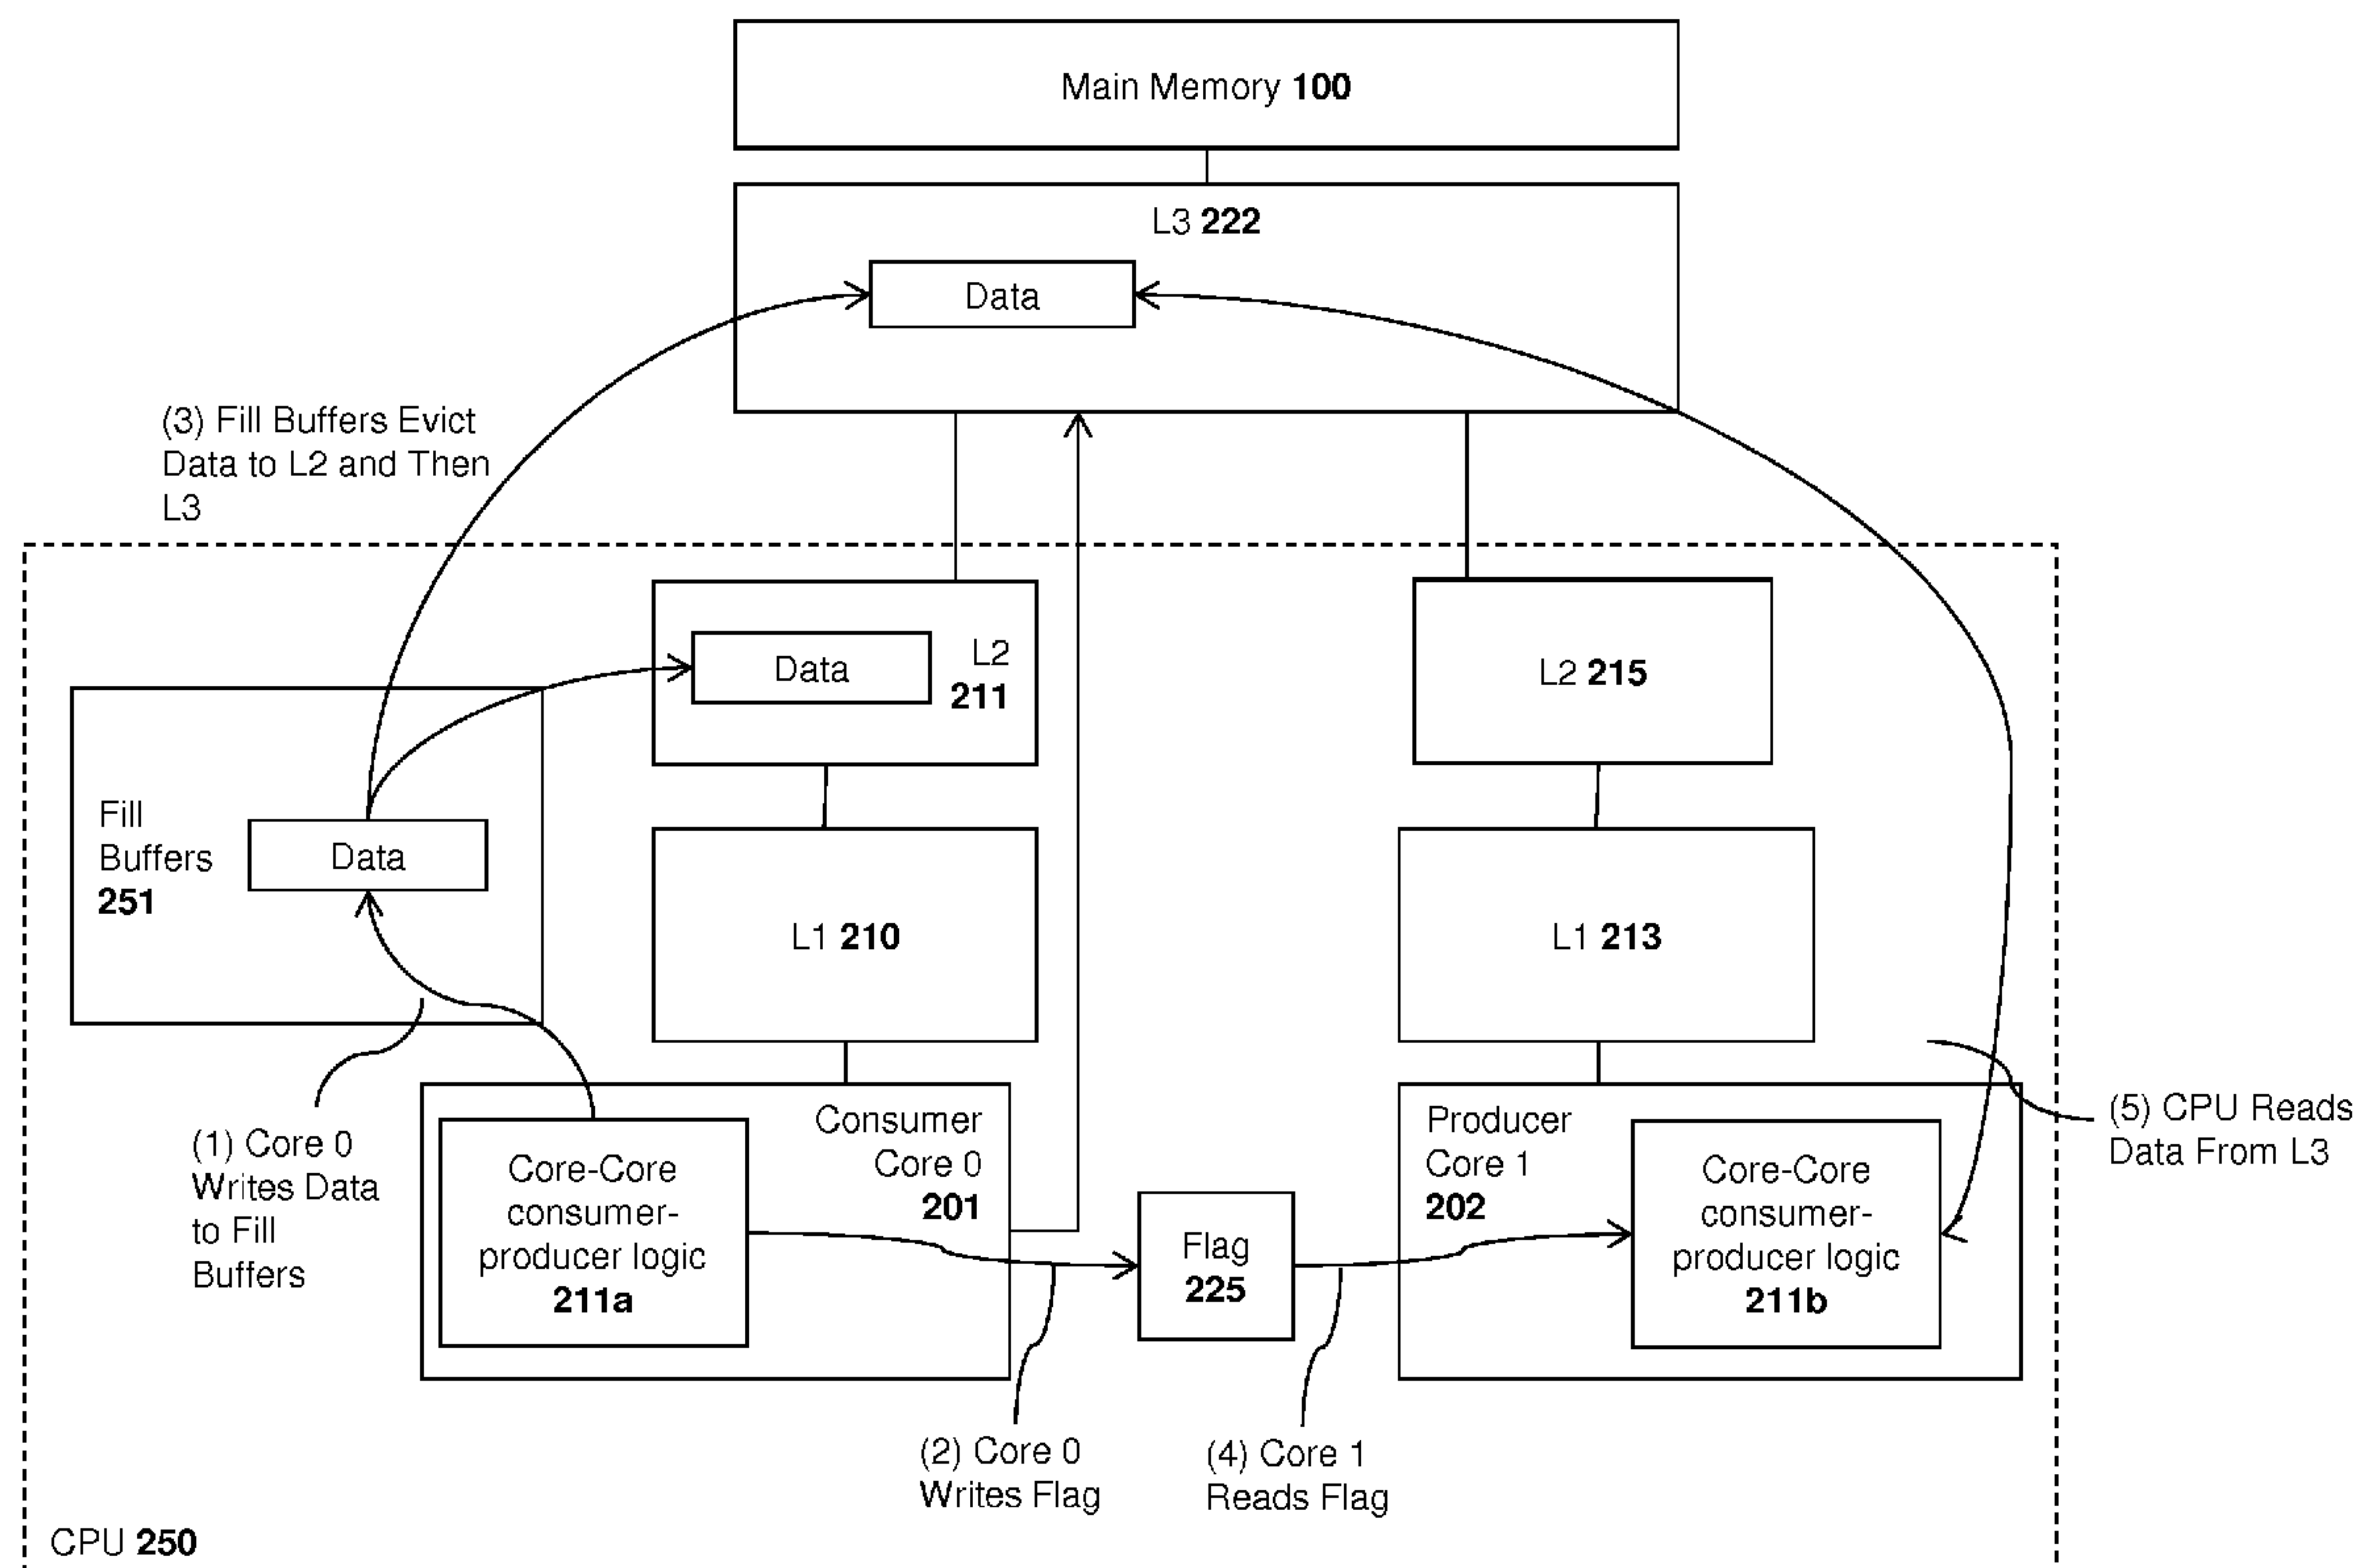 Main Memory 100
L3 222
Data
(3) Fill Buffers Evict
Data to L2 and Then
L3
Data
L2
211
L2 215
Fill
Buffers
251
Data
L1 210
L1 213
(1) Core 0
Writes Data
to Fill
Buffers
Consumer
Core 0
201
Core-Core
consumer-
producer logic
211a
Flag
225
Producer
Core 1
202
Core-Core
consumer-
producer logic
211b
(5) CPU Reads
Data From L3
(2) Core 0
Writes Flag
(4) Core 1
Reads Flag
CPU 250